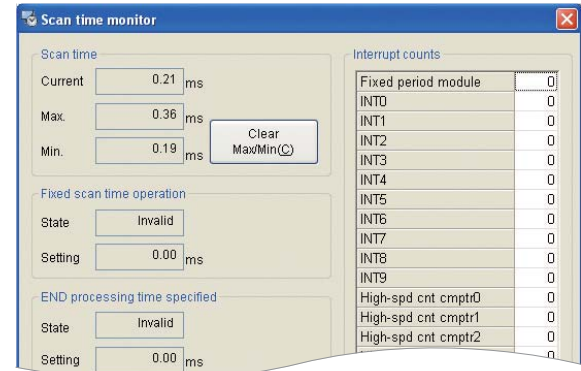 Scan time monitor
Scan time
Current 0.21 ms
Max. 0.36 ms
Min. 0.19 ms
Clear
Max/Min(C)
Fixed scan time operation
State Invalid
Setting 0.00 ms
END processing time specified
State Invalid
Setting 0.00 ms
Interrupt counts
Fixed period module 0
INT0 0
INT1 0
INT2 0
INT3 0
INT4 0
INT5 0
INT6 0
INT7 0
INT8 0
INT9 0
High-spd cnt cmptr0 0
High-spd cnt cmptr1 0
High-spd cnt cmptr2 0